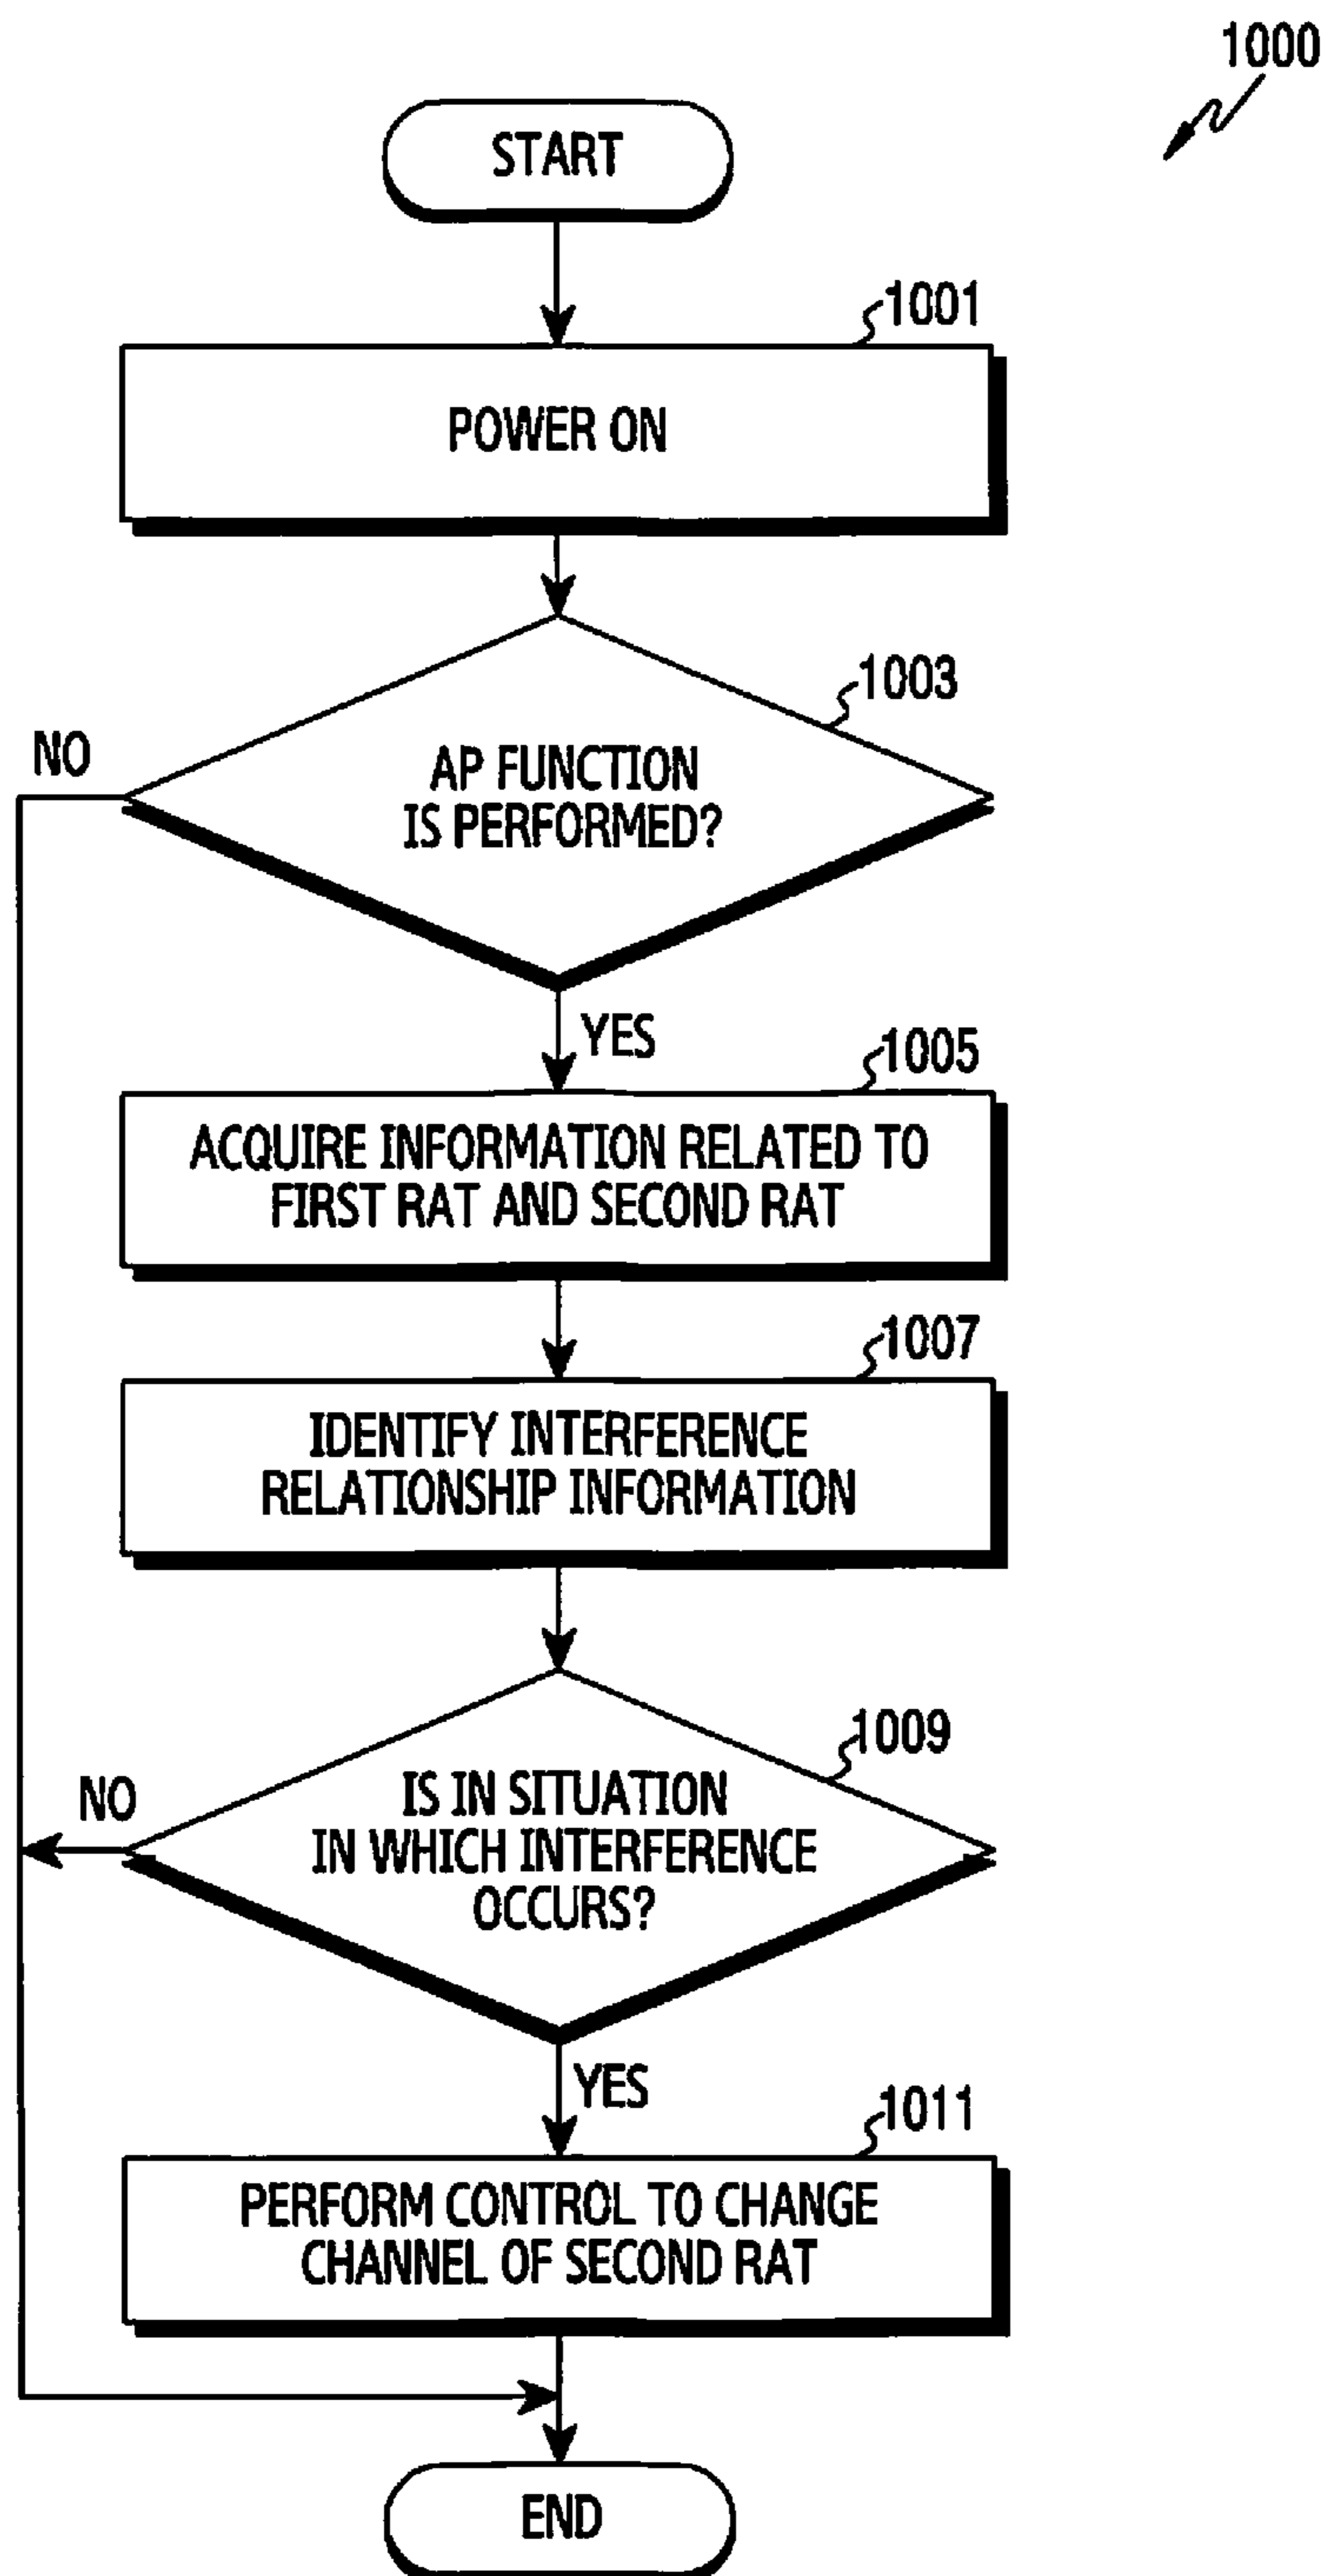 1000
START
1001
POWER ON
1003
NO
AP FUNCTION
IS PERFORMED?
YES
1005
ACQUIRE INFORMATION RELATED TO
FIRST RAT AND SECOND RAT
1007
IDENTIFY INTERFERENCE
RELATIONSHIP INFORMATION
1009
NO
IS IN SITUATION
IN WHICH INTERFERENCE
OCCURS?
YES
1011
PERFORM CONTROL TO CHANGE
CHANNEL OF SECOND RAT
END